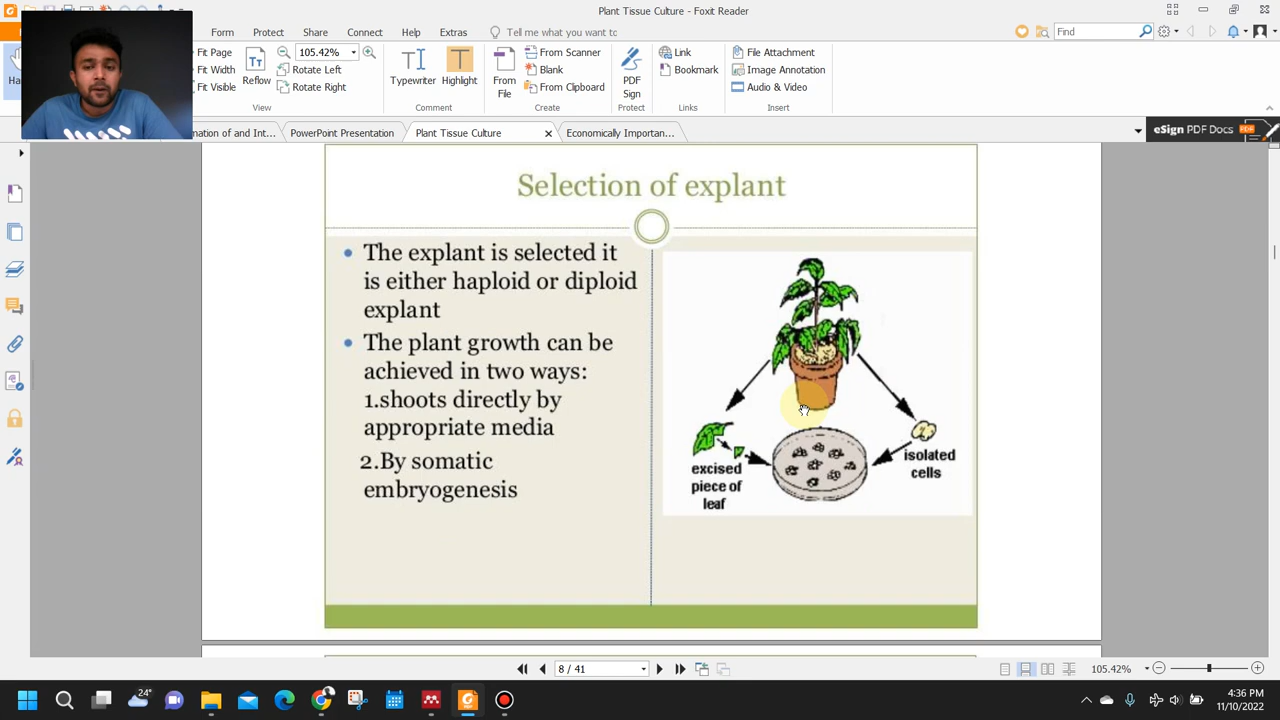 Plant Tissue Culture - Foxit Reader
Form Protect Share Connect Help Extras Tell me what you want to
Find
Fit Page
Fit Width
Fit Visible
Reflow
105.42%
Rotate Left
Rotate Right
View
Typewriter
Highlight
Comment
From
File
From Scanner
Blank
From Clipboard
Create
PDF
Sign
Protect
Link
Bookmark
Links
File Attachment
Image Annotation
Audio & Video
Insert
mation of and Int...
PowerPoint Presentation
Plant Tissue Culture
Economically Importan...
eSign PDF Docs
Selection of explant
The explant is selected it
is either haploid or diploid
explant
The plant growth can be
achieved in two ways:
1.shoots directly by
appropriate media
2.By somatic
embryogenesis
excised
piece of
leaf
isolated
cells
8 / 41
105.42%
24°
4:36 PM
11/10/2022